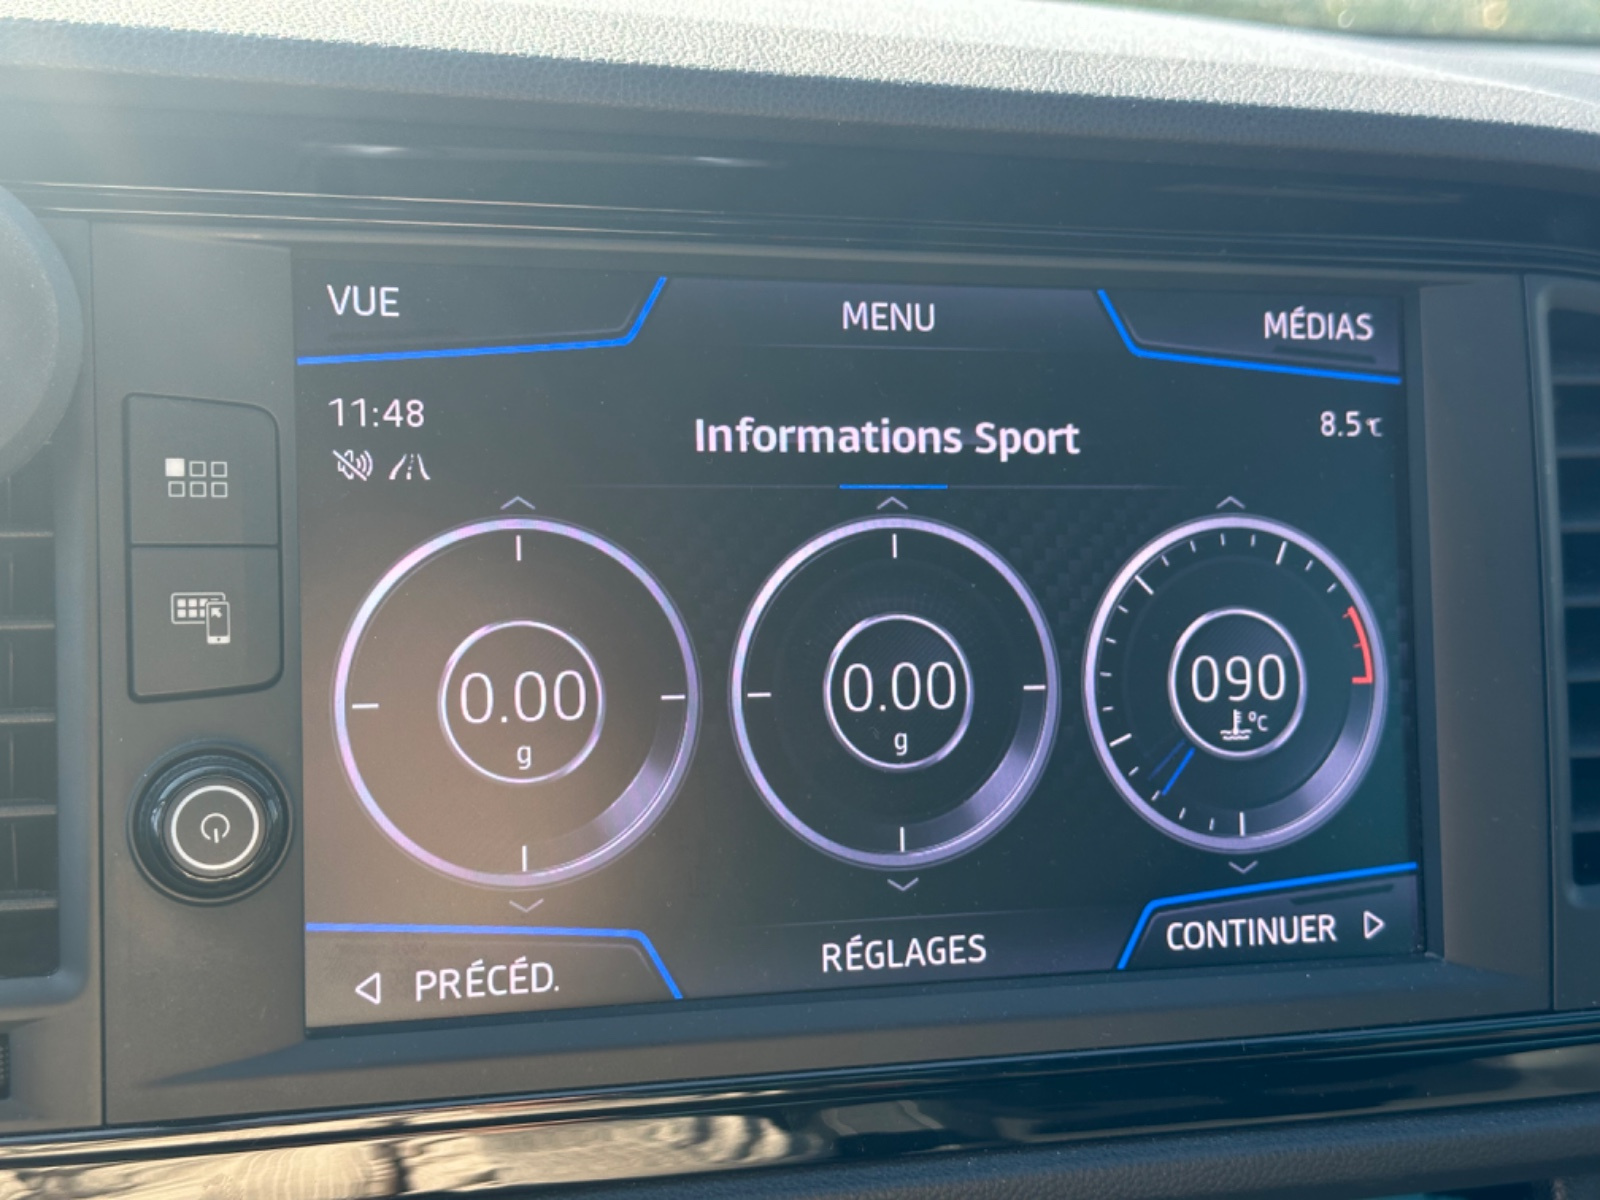 VUE
MENU
MÉDIAS
11:48
Informations Sport
8.5℃
0.00
g
0.00
g
090
°C
PRÉCÉD.
RÉGLAGES
CONTINUER